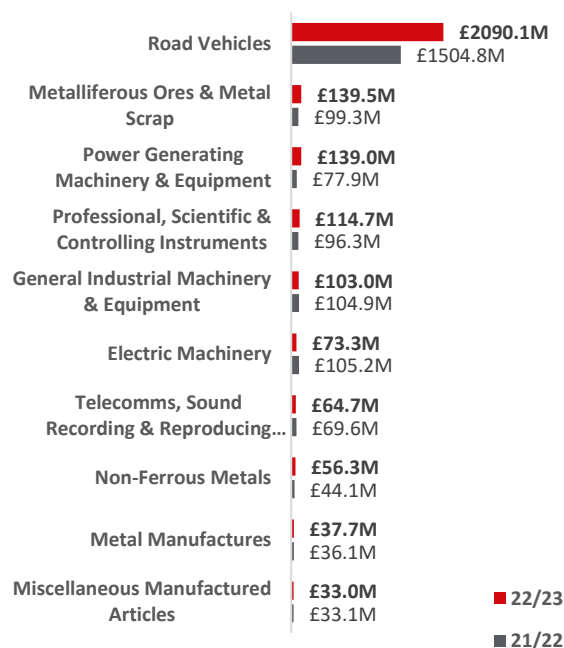 Road Vehicles
£2090.1M
£1504.8M
Metalliferous Ores & Metal
Scrap
£139.5M
£99.3M
Power Generating
Machinery & Equipment
£139.0M
£77.9M
Professional, Scientific &
Controlling Instruments
£114.7M
£96.3M
General Industrial Machinery
& Equipment
£103.0M
£104.9M
Electric Machinery
£73.3M
£105.2M
Telecomms, Sound
Recording & Reproducing...
£64.7M
£69.6M
Non-Ferrous Metals
£56.3M
£44.1M
Metal Manufactures
£37.7M
£36.1M
Miscellaneous Manufactured
Articles
£33.0M
£33.1M
22/23
21/22